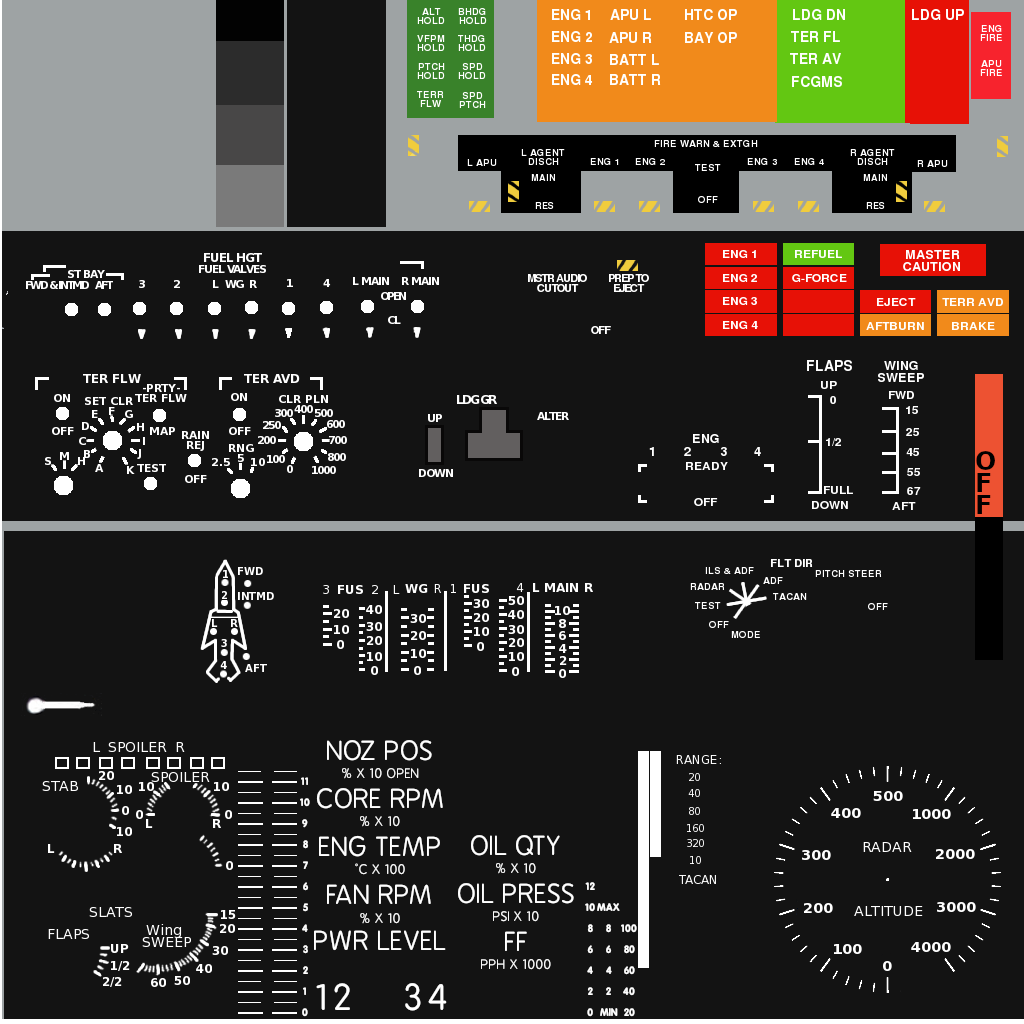 ALT HOLD
BHDG HOLD
VFPM HOLD
THDG HOLD
PTCH HOLD
SPD HOLD
TERR FLW
SPD PTCH
ENG 1 APU L HTC OP
ENG 2 APU R BAY OP
ENG 3 BATT L
ENG 4 BATT R
LDG DN
TER FL
TER AV
FCGMS
LDG UP
ENG FIRE
APU FIRE
FIRE WARN & EXTGH
L APU
L AGENT DISCH
MAIN
RES
ENG 1 ENG 2
TEST
OFF
ENG 3 ENG 4
R AGENT DISCH
MAIN
RES
R APU
FUEL HGT
FUEL VALVES
ST BAY
FWD &INTMD AFT
3 2 L WG R 1 4
L MAIN R MAIN
OPEN
CL
MSTR AUDIO CUTOUT
PREP TO EJECT
OFF
ENG 1
ENG 2
ENG 3
ENG 4
REFUEL
G-FORCE
MASTER CAUTION
EJECT TERR AVD
AFTBURN BRAKE
TER FLW
-PRTY-
ON SET CLR TER FLW
OFF MAP
A B C D E F G H I J K
S M H
TEST
RAIN REJ
OFF
TER AVD
ON CLR PLN
OFF
RNG
2.5 5 10
0 100 200 250 300 400 500 600 700 800 1000
LDG GR
UP
DOWN
ALTER
ENG
1 2 3 4
READY
OFF
FLAPS
UP
0
1/2
FULL
DOWN
WING SWEEP
FWD
15
25
45
55
67
AFT
OFF
1
2
L R
3
4
FWD
INTMD
AFT
3 FUS 2 L WG R 1 FUS 4 L MAIN R
20
10
0
40
30
20
10
0
30
20
10
0
30
20
10
0
50
40
30
20
10
0
10
8
6
4
2
0
ILS & ADF
FLT DIR
PITCH STEER
RADAR
ADF
TEST
TACAN
OFF
MODE
OFF
L SPOILER R
STAB
20
10
0
10
SPOILER
10 10
0 0
L R
L R
0
SLATS
FLAPS
UP
1/2
2/2
Wing SWEEP
15
20
30
40
50
60
11
10
9
8
7
6
5
4
3
2
1
0
NOZ POS
% X 10 OPEN
CORE RPM
% X 10
ENG TEMP
°C X 100
FAN RPM
% X 10
PWR LEVEL
12 34
OIL QTY
% X 10
OIL PRESS
PSI X 10
FF
PPH X 1000
12
10 MAX
8 8 100
6 6 80
4 4 60
2 2 40
0 MIN 20
RANGE:
20
40
80
160
320
10
TACAN
RADAR
ALTITUDE
0
100
200
300
400
500
1000
2000
3000
4000